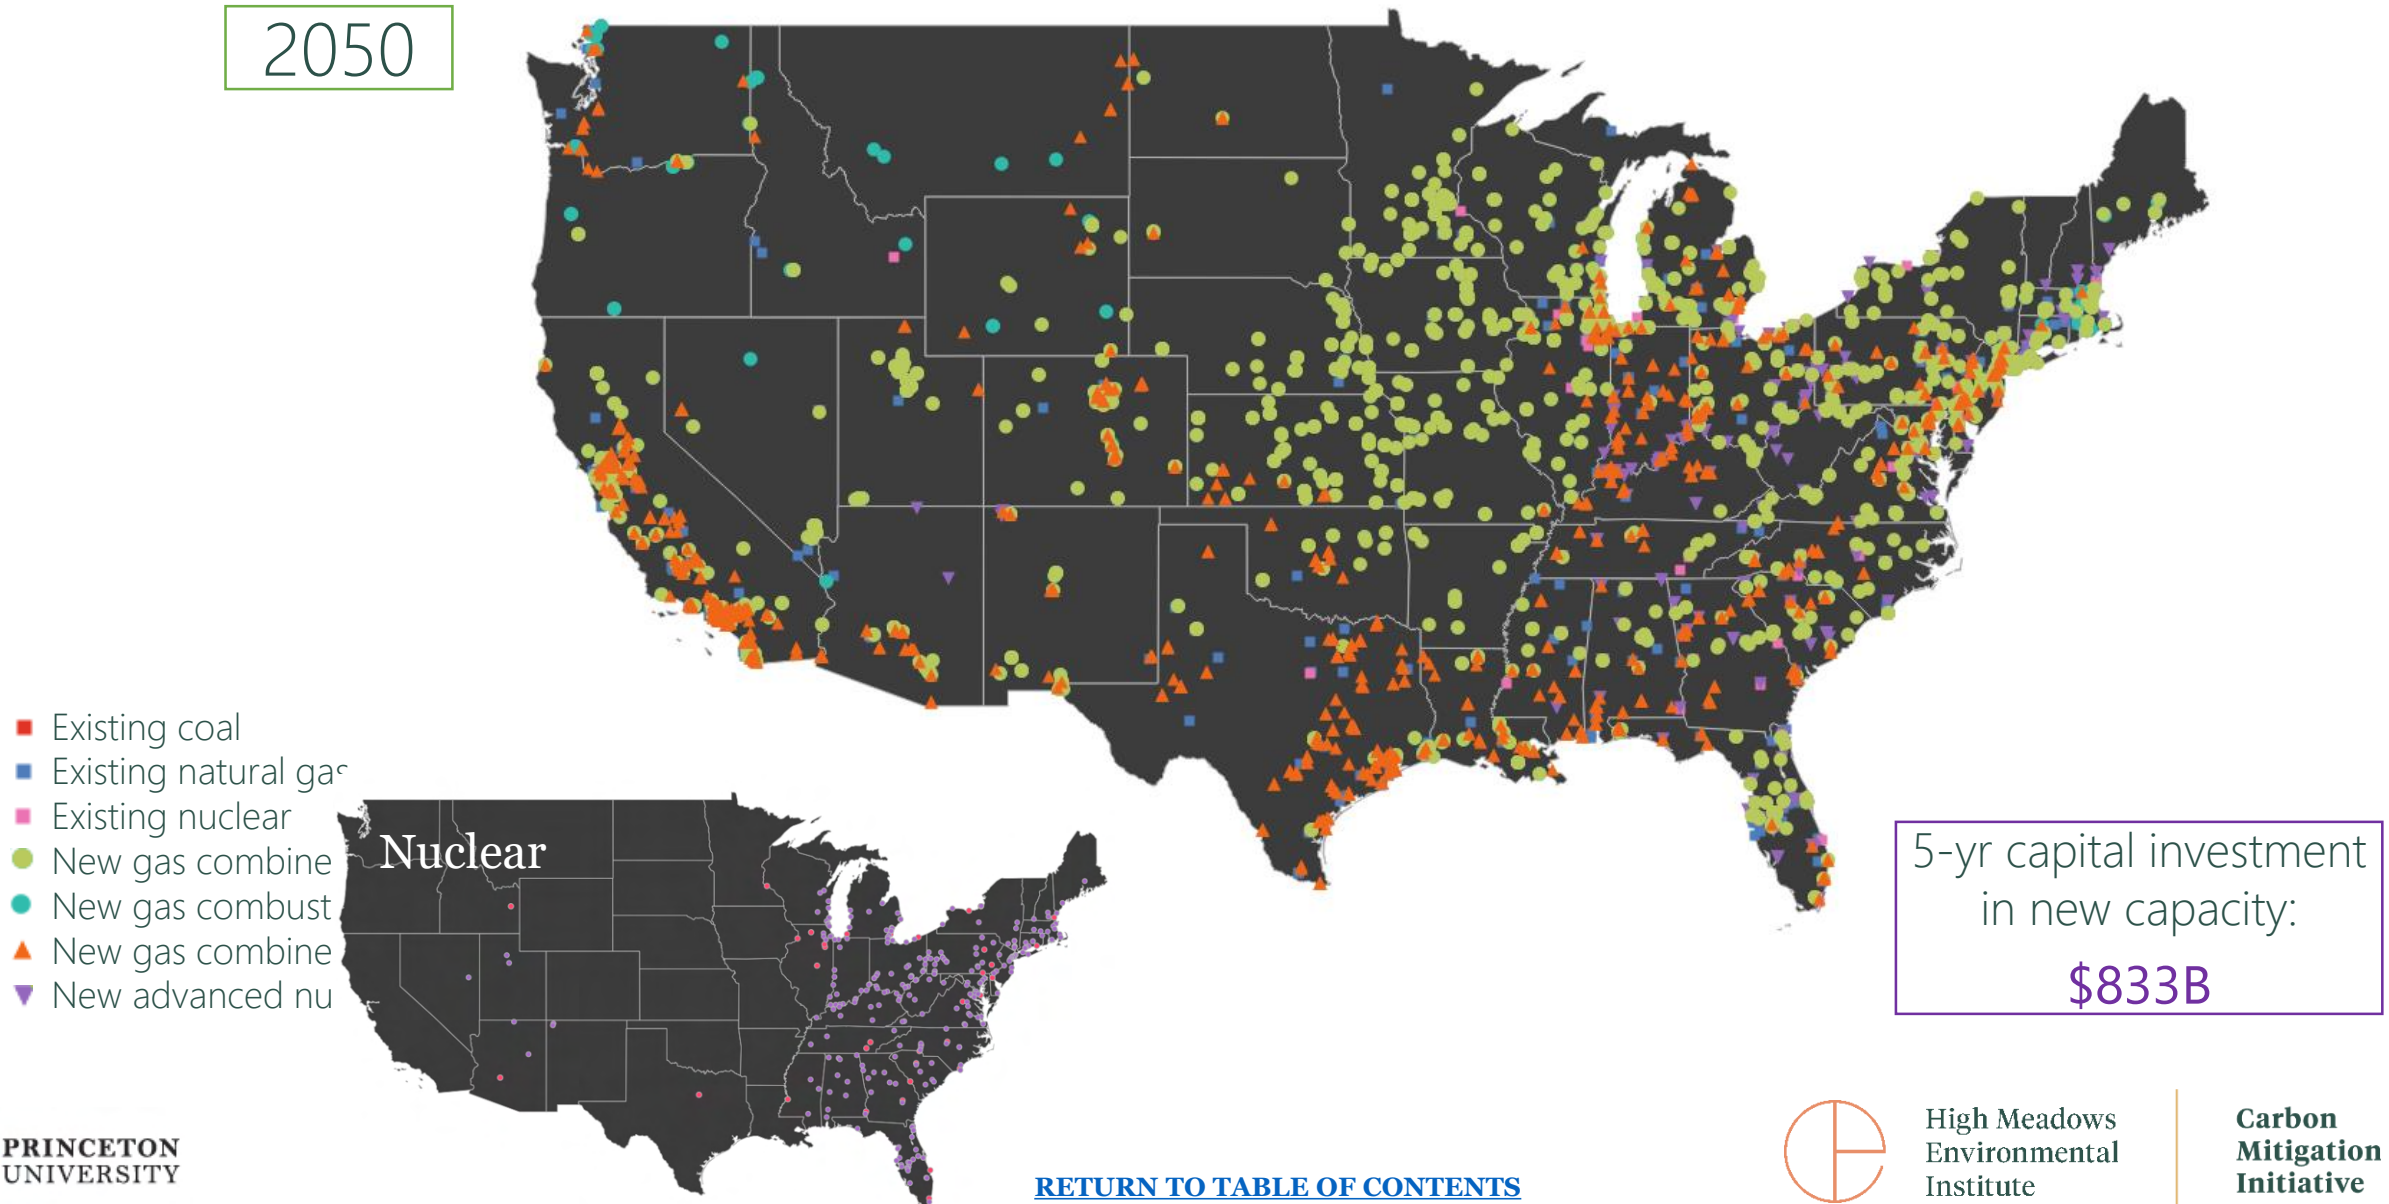 2050
Existing coal
Existing natural gas
Existing nuclear
New gas combine
New gas combust
New gas combine
New advanced nu
Nuclear
5-yr capital investment
in new capacity:
$833B
PRINCETON
UNIVERSITY
RETURN TO TABLE OF CONTENTS
High Meadows
Environmental
Institute
Carbon
Mitigation
Initiative